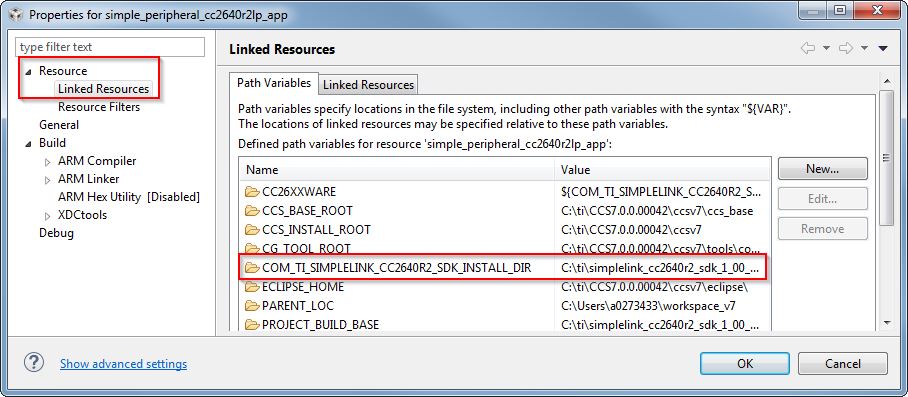 Properties for simple_peripheral_cc2640r2lp_app
type filter text
Resource
Linked Resources
Resource Filters
General
Build
ARM Compiler
ARM Linker
ARM Hex Utility [Disabled]
XDCtools
Debug
Linked Resources
Path Variables Linked Resources
Path variables specify locations in the file system, including other path variables with the syntax "${VAR}".
The locations of linked resources may be specified relative to these path variables.
Defined path variables for resource 'simple_peripheral_cc2640r2lp_app':
Name Value
CC26XXWARE ${COM_TI_SIMPLELINK_CC2640R2_S...
CCS_BASE_ROOT C:\ti\CCS7.0.0.00042\ccsv7\ccs_base
CCS_INSTALL_ROOT C:\ti\CCS7.0.0.00042\ccsv7
CG_TOOL_ROOT C:\ti\CCS7.0.0.00042\ccsv7\tools\co...
COM_TI_SIMPLELINK_CC2640R2_SDK_INSTALL_DIR C:\ti\simplelink_cc2640r2_sdk_1_00_...
ECLIPSE_HOME C:\ti\CCS7.0.0.00042\ccsv7\eclipse\
PARENT_LOC C:\Users\a0273433\workspace_v7
PROJECT_BUILD_BASE C:\ti\simplelink_cc2640r2_sdk_1_00_...
New...
Edit...
Remove
? Show advanced settings
OK
Cancel